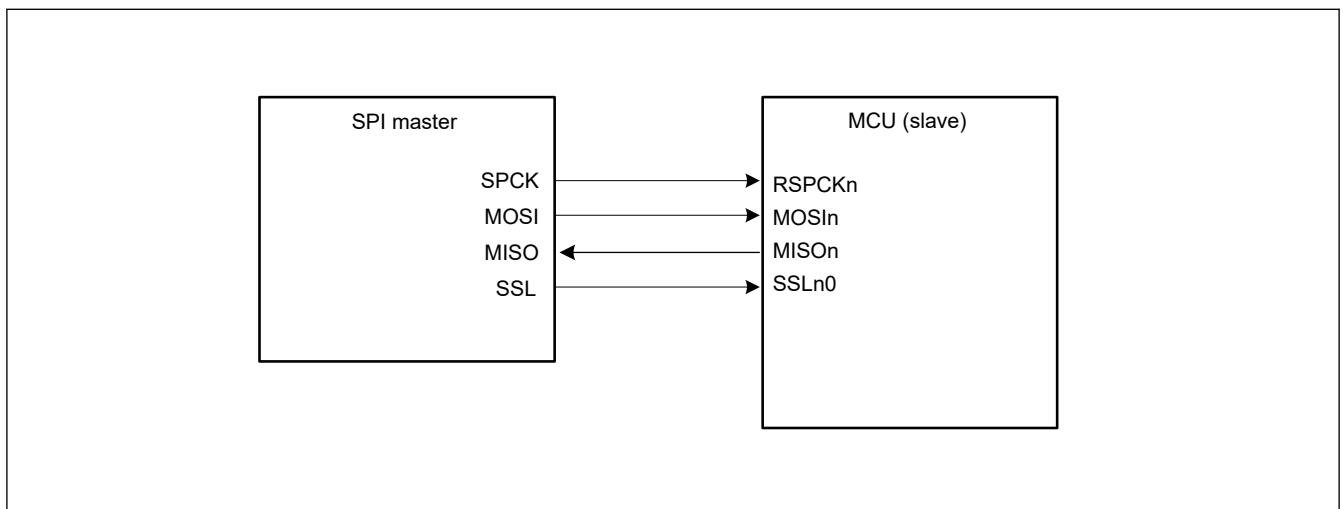 SPI master
SPCK
MOSI
MISO
SSL
MCU (slave)
RSPCKn
MOSIn
MISOn
SSLn0